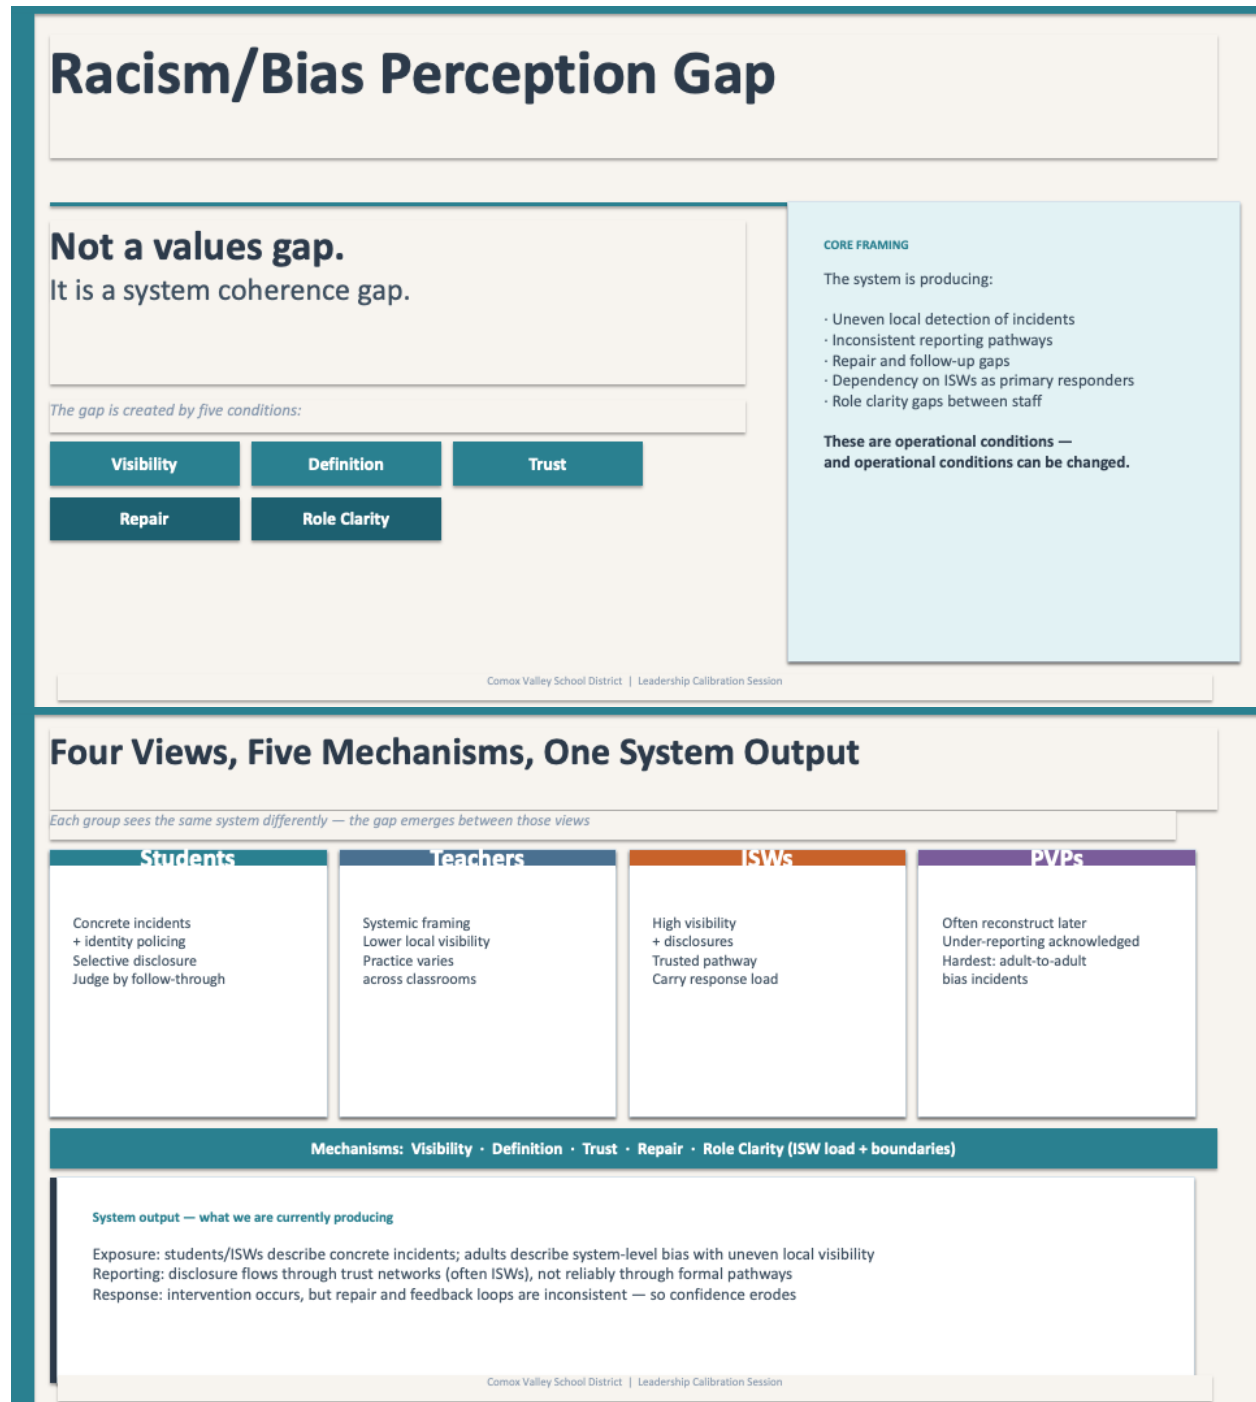 Racism/Bias Perception Gap
Not a values gap.
It is a system coherence gap.
The gap is created by five conditions:
Visibility
Definition
Trust
Repair
Role Clarity
CORE FRAMING
The system is producing:
· Uneven local detection of incidents
· Inconsistent reporting pathways
· Repair and follow-up gaps
· Dependency on ISWs as primary responders
· Role clarity gaps between staff
These are operational conditions —
and operational conditions can be changed.
Comox Valley School District | Leadership Calibration Session
Four Views, Five Mechanisms, One System Output
Each group sees the same system differently — the gap emerges between those views
Students
Concrete incidents
+ identity policing
Selective disclosure
Judge by follow-through
Teachers
Systemic framing
Lower local visibility
Practice varies
across classrooms
ISWs
High visibility
+ disclosures
Trusted pathway
Carry response load
PVPs
Often reconstruct later
Under-reporting acknowledged
Hardest: adult-to-adult
bias incidents
Mechanisms: Visibility · Definition · Trust · Repair · Role Clarity (ISW load + boundaries)
System output — what we are currently producing
Exposure: students/ISWs describe concrete incidents; adults describe system-level bias with uneven local visibility
Reporting: disclosure flows through trust networks (often ISWs), not reliably through formal pathways
Response: intervention occurs, but repair and feedback loops are inconsistent — so confidence erodes
Comox Valley School District | Leadership Calibration Session